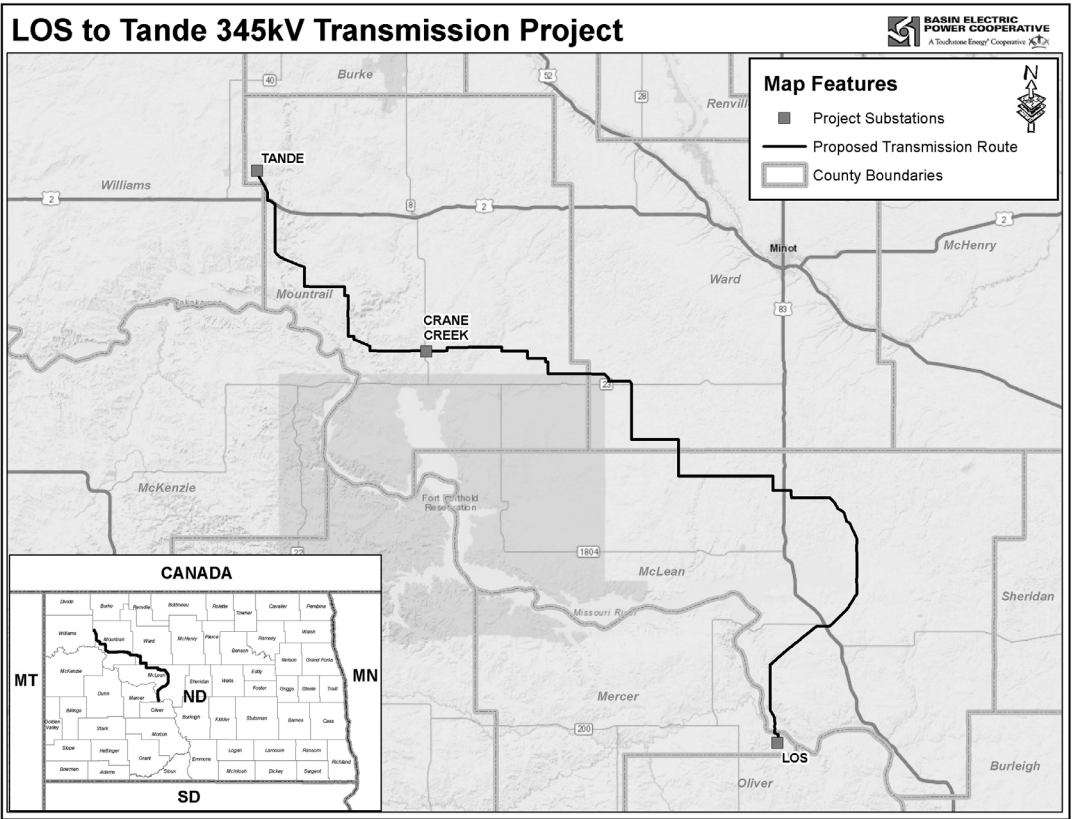 LOS to Tande 345kV Transmission Project
BASIN ELECTRIC
POWER COOPERATIVE
A Touchstone Energy® Cooperative
Map Features
N
Project Substations
Proposed Transmission Route
County Boundaries
Burke
40
52
28
Renvill
TANDE
Williams
2
8
2
2
McHenry
Minot
Ward
Mountrail
83
CRANE
CREEK
23
McKenzie
Fort Berthold
Reservation
22
1804
McLean
Missouri River
Sheridan
Mercer
200
LOS
Oliver
Burleigh
CANADA
Divide
Burke
Renville
Bottineau
Rolette
Towner
Cavalier
Pembina
Williams
Mountrail
Ward
McHenry
Pierce
Benson
Ramsey
Walsh
Nelson
Grand Forks
McKenzie
McLean
Sheridan
Wells
Eddy
Foster
Griggs
Steele
Traill
MT
ND
MN
Dunn
Mercer
Oliver
Billings
Burleigh
Kidder
Stutsman
Barnes
Cass
Golden
Valley
Stark
Morton
Slope
Hettinger
Grant
Logan
Lamoure
Ransom
Richland
Bowman
Adams
Sioux
Emmons
McIntosh
Dickey
Sargent
SD